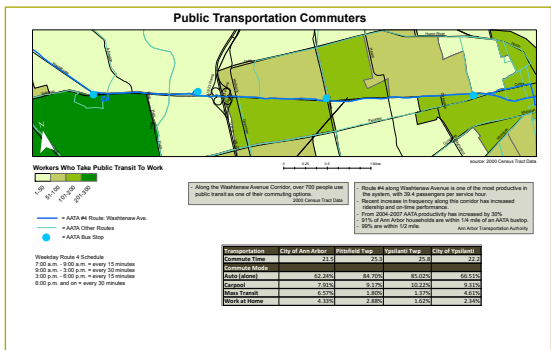 Public Transportation Commuters
source: 2000 Census Tract Data
Workers Who Take Public Transit To Work
1-50
51-100
101-200
201-300
= AATA #4 Route: Washtenaw Ave.
= AATA Other Routes
= AATA Bus Stop
Weekday Route 4 Schedule
7:00 a.m. - 9:00 a.m. = every 15 minutes
9:00 a.m. - 3:00 p.m. = every 30 minutes
3:00 p.m. - 6:00 p.m. = every 15 minutes
6:00 p.m. and on = every 30 minutes
- Along the Washtenaw Avenue Corridor, over 700 people use
public transit as one of their commuting options.
2000 Census Data
- Route #4 along Washtenaw Avenue is one of the most productive in
the system, with 39.4 passengers per service hour.
- Recent increase in frequency along this corridor has increased
ridership and on-time performance.
- From 2004-2007 AATA productivity has increased by 30%
- 91% of Ann Arbor households are within 1/4 mile of an AATA bustop.
99% are within 1/2 mile.
Ann Arbor Transportation Authority
Transportation City of Ann Arbor Pittsfield Twp Ypsilanti Twp City of Ypsilanti
Commute Time 21.5 25.3 25.8 22.2
Commute Mode
Auto (alone) 62.24% 84.70% 85.02% 66.51%
Carpool 7.91% 9.17% 10.22% 9.31%
Mass Transit 6.57% 1.80% 1.37% 4.61%
Work at Home 4.33% 2.88% 1.62% 2.34%